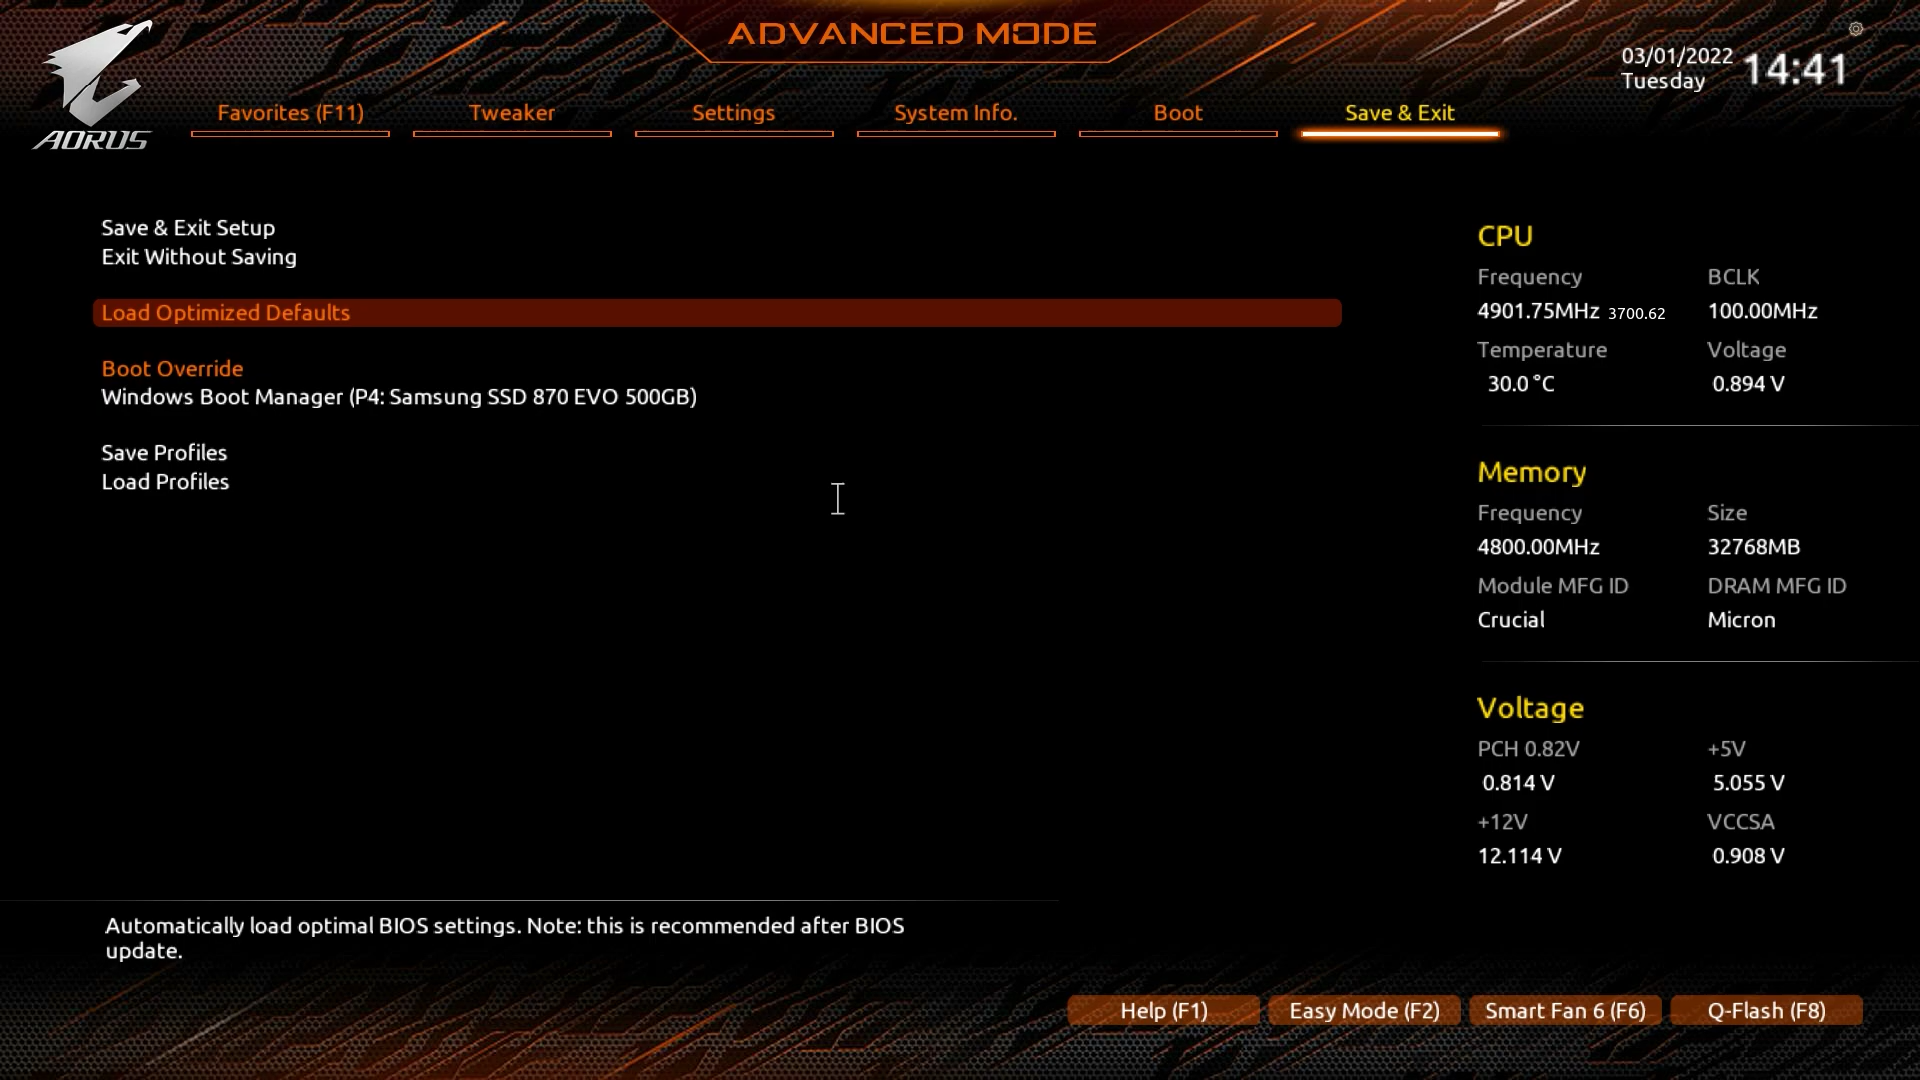 ADVANCED MODE
03/01/2022
Tuesday
14:41
AORUS
Favorites (F11)
Tweaker
Settings
System Info.
Boot
Save & Exit
Save & Exit Setup
Exit Without Saving
Load Optimized Defaults
Boot Override
Windows Boot Manager (P4: Samsung SSD 870 EVO 500GB)
Save Profiles
Load Profiles
CPU
Frequency BCLK
4901.75MHz 3700.62 100.00MHz
Temperature Voltage
30.0 °C 0.894 V
Memory
Frequency Size
4800.00MHz 32768MB
Module MFG ID DRAM MFG ID
Crucial Micron
Voltage
PCH 0.82V +5V
0.814 V 5.055 V
+12V VCCSA
12.114 V 0.908 V
Automatically load optimal BIOS settings. Note: this is recommended after BIOS
update.
Help (F1)
Easy Mode (F2)
Smart Fan 6 (F6)
Q-Flash (F8)